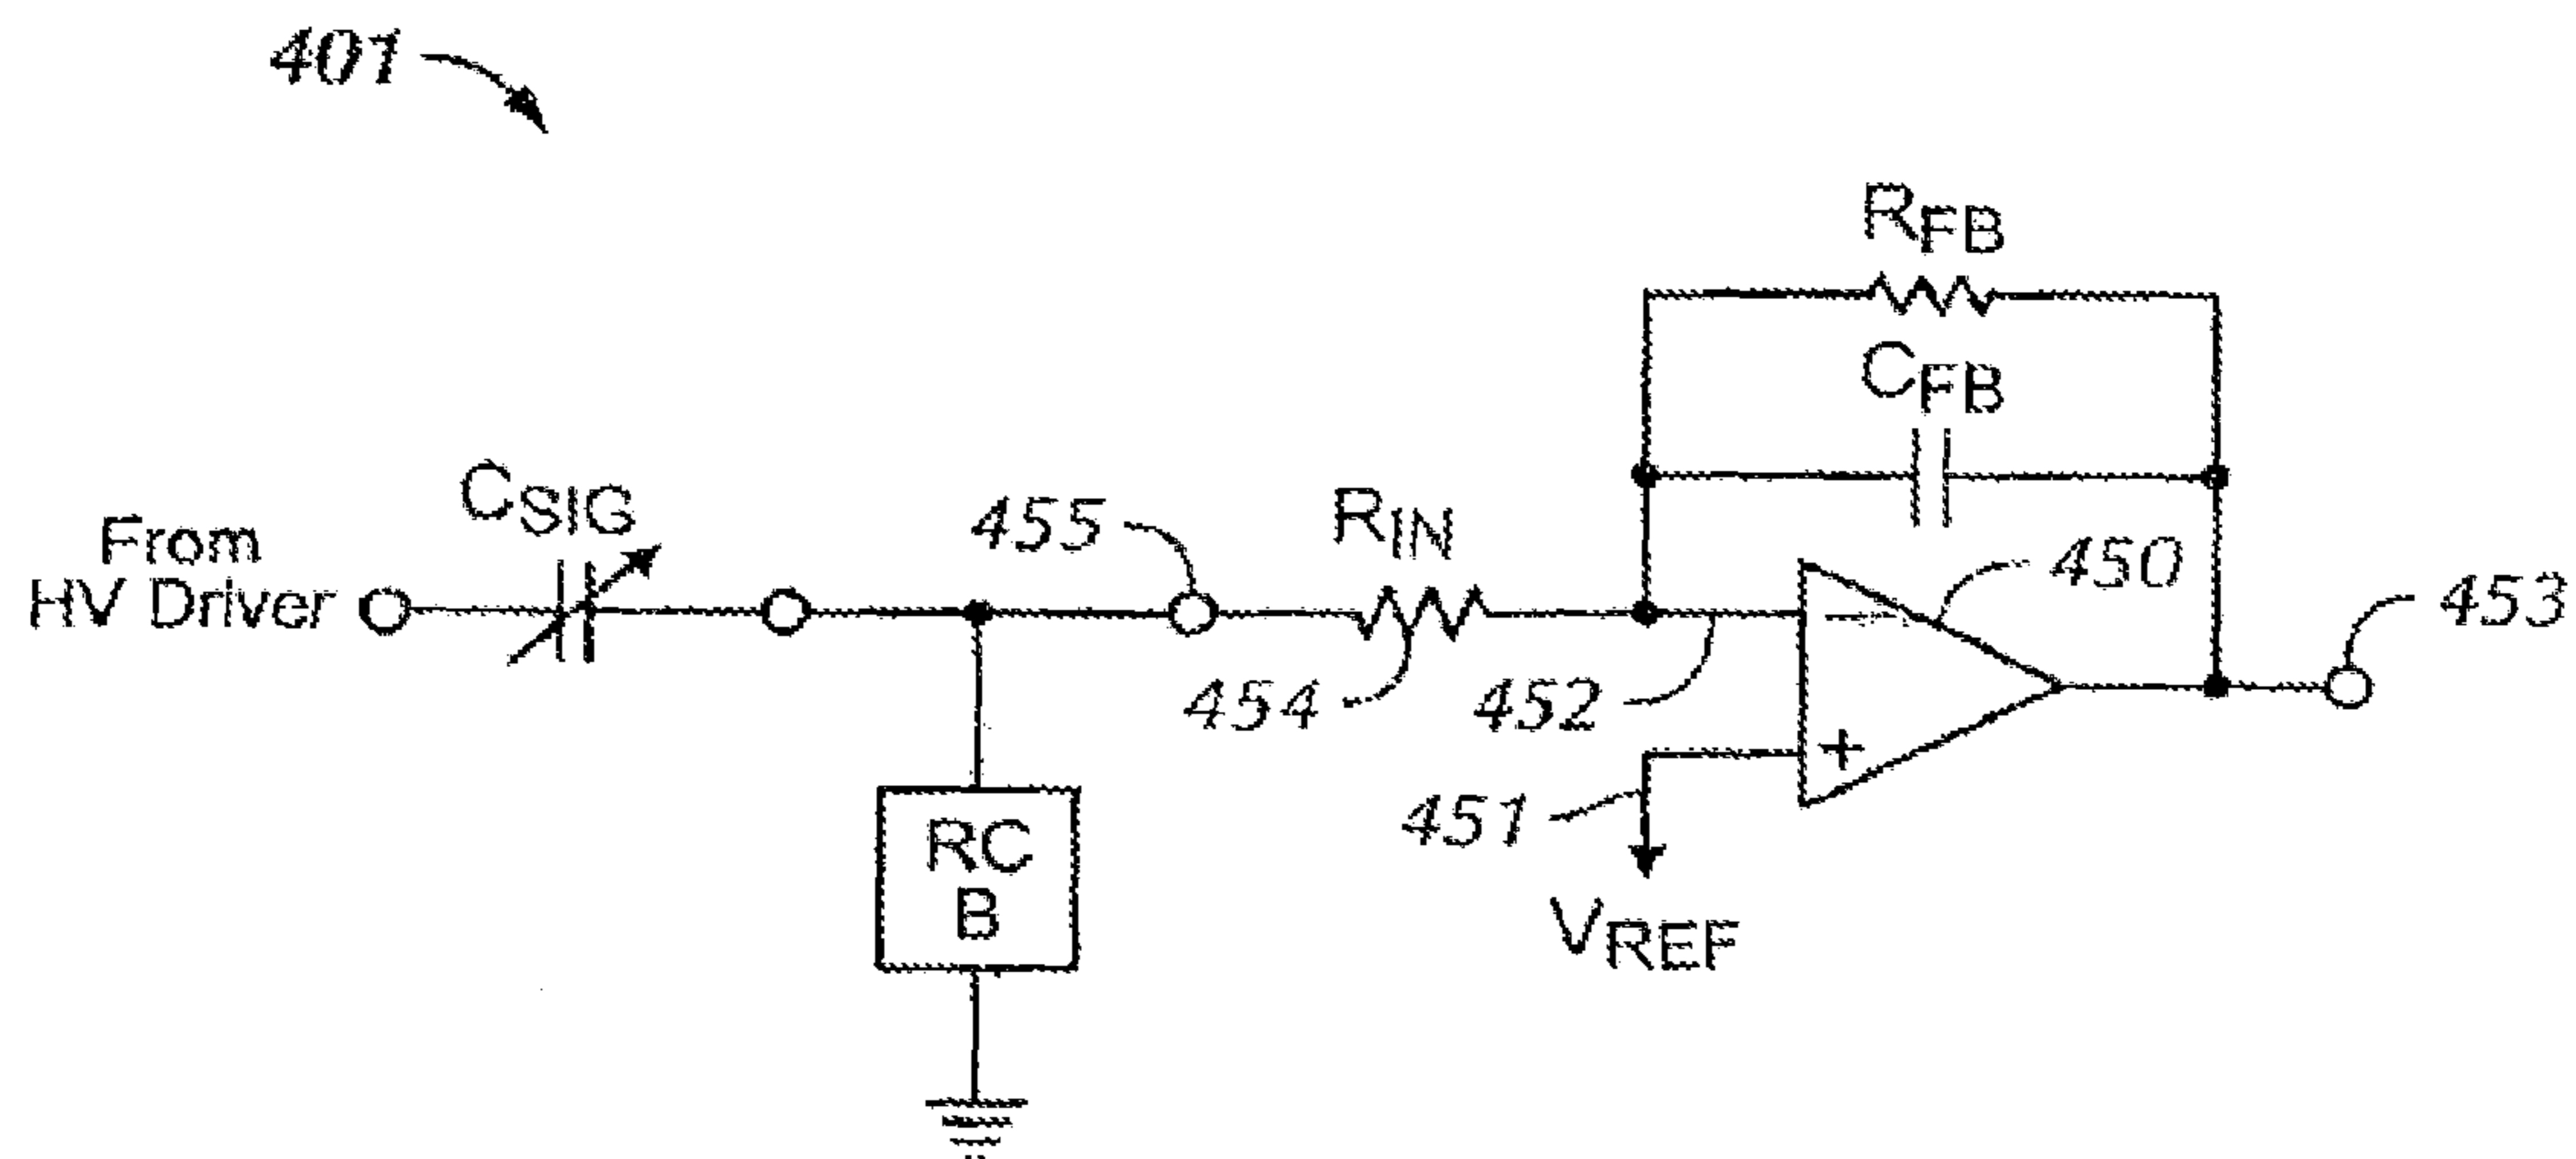 401
RFB
CFB
CSIG
455
RIN
From
HV Driver
450
453
454
452
451
RC
B
VREF
−
+